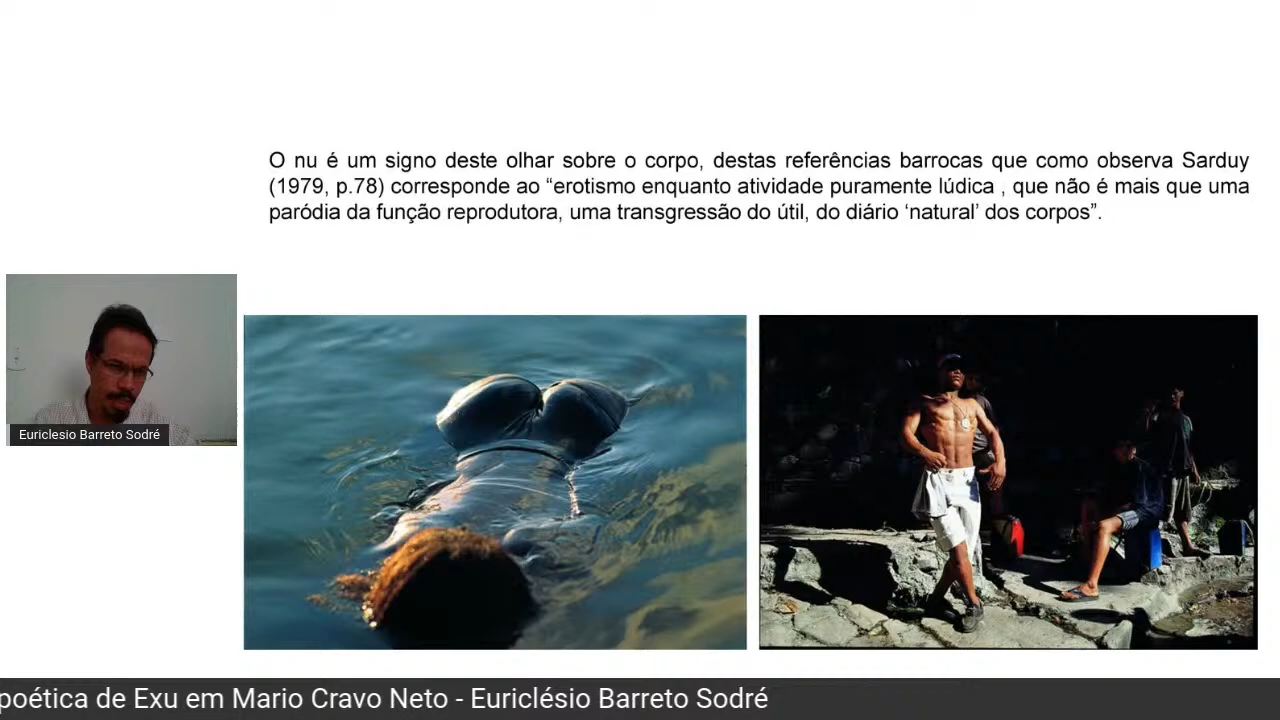 O nu é um signo deste olhar sobre o corpo, destas referências barrocas que como observa Sarduy
(1979, p.78) corresponde ao “erotismo enquanto atividade puramente lúdica , que não é mais que uma
paródia da função reprodutora, uma transgressão do útil, do diário ‘natural’ dos corpos”.
Euriclesio Barreto Sodré
poética de Exu em Mario Cravo Neto - Euriclésio Barreto Sodré